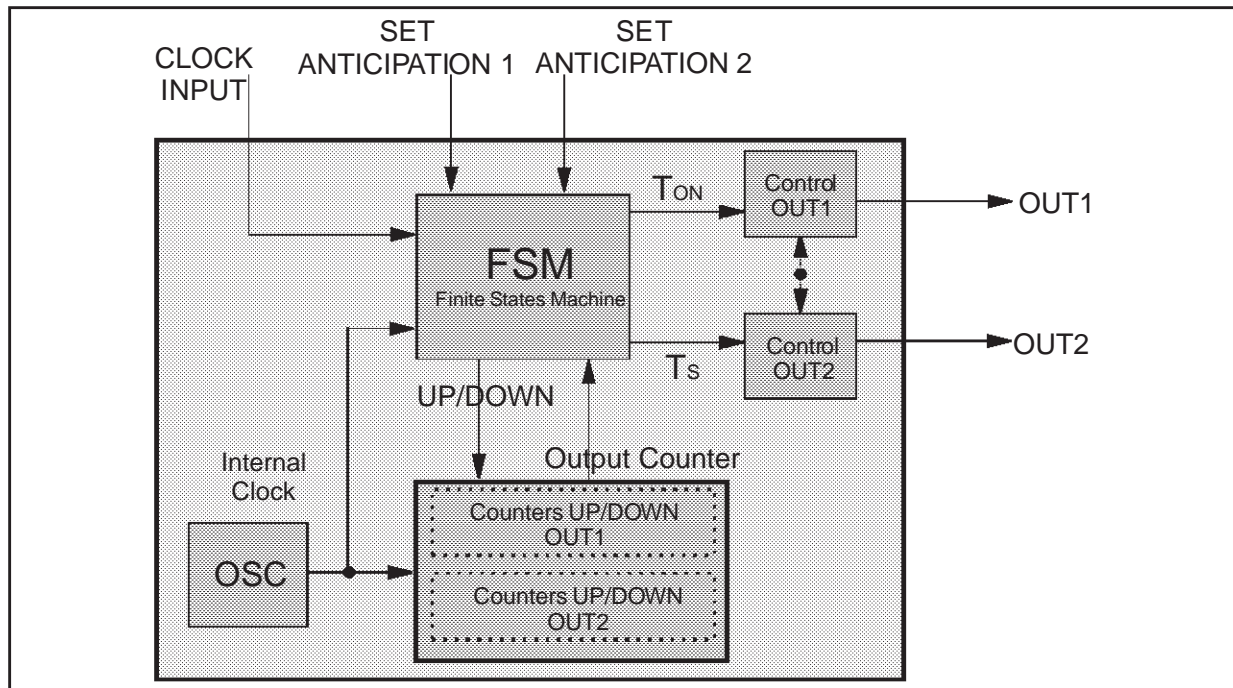 SET
ANTICIPATION 1
SET
ANTICIPATION 2
CLOCK
INPUT
TON
Control
OUT1
OUT1
FSM
Finite States Machine
Control
OUT2
OUT2
TS
UP/DOWN
Output Counter
Internal
Clock
OSC
Counters UP/DOWN
OUT1
Counters UP/DOWN
OUT2